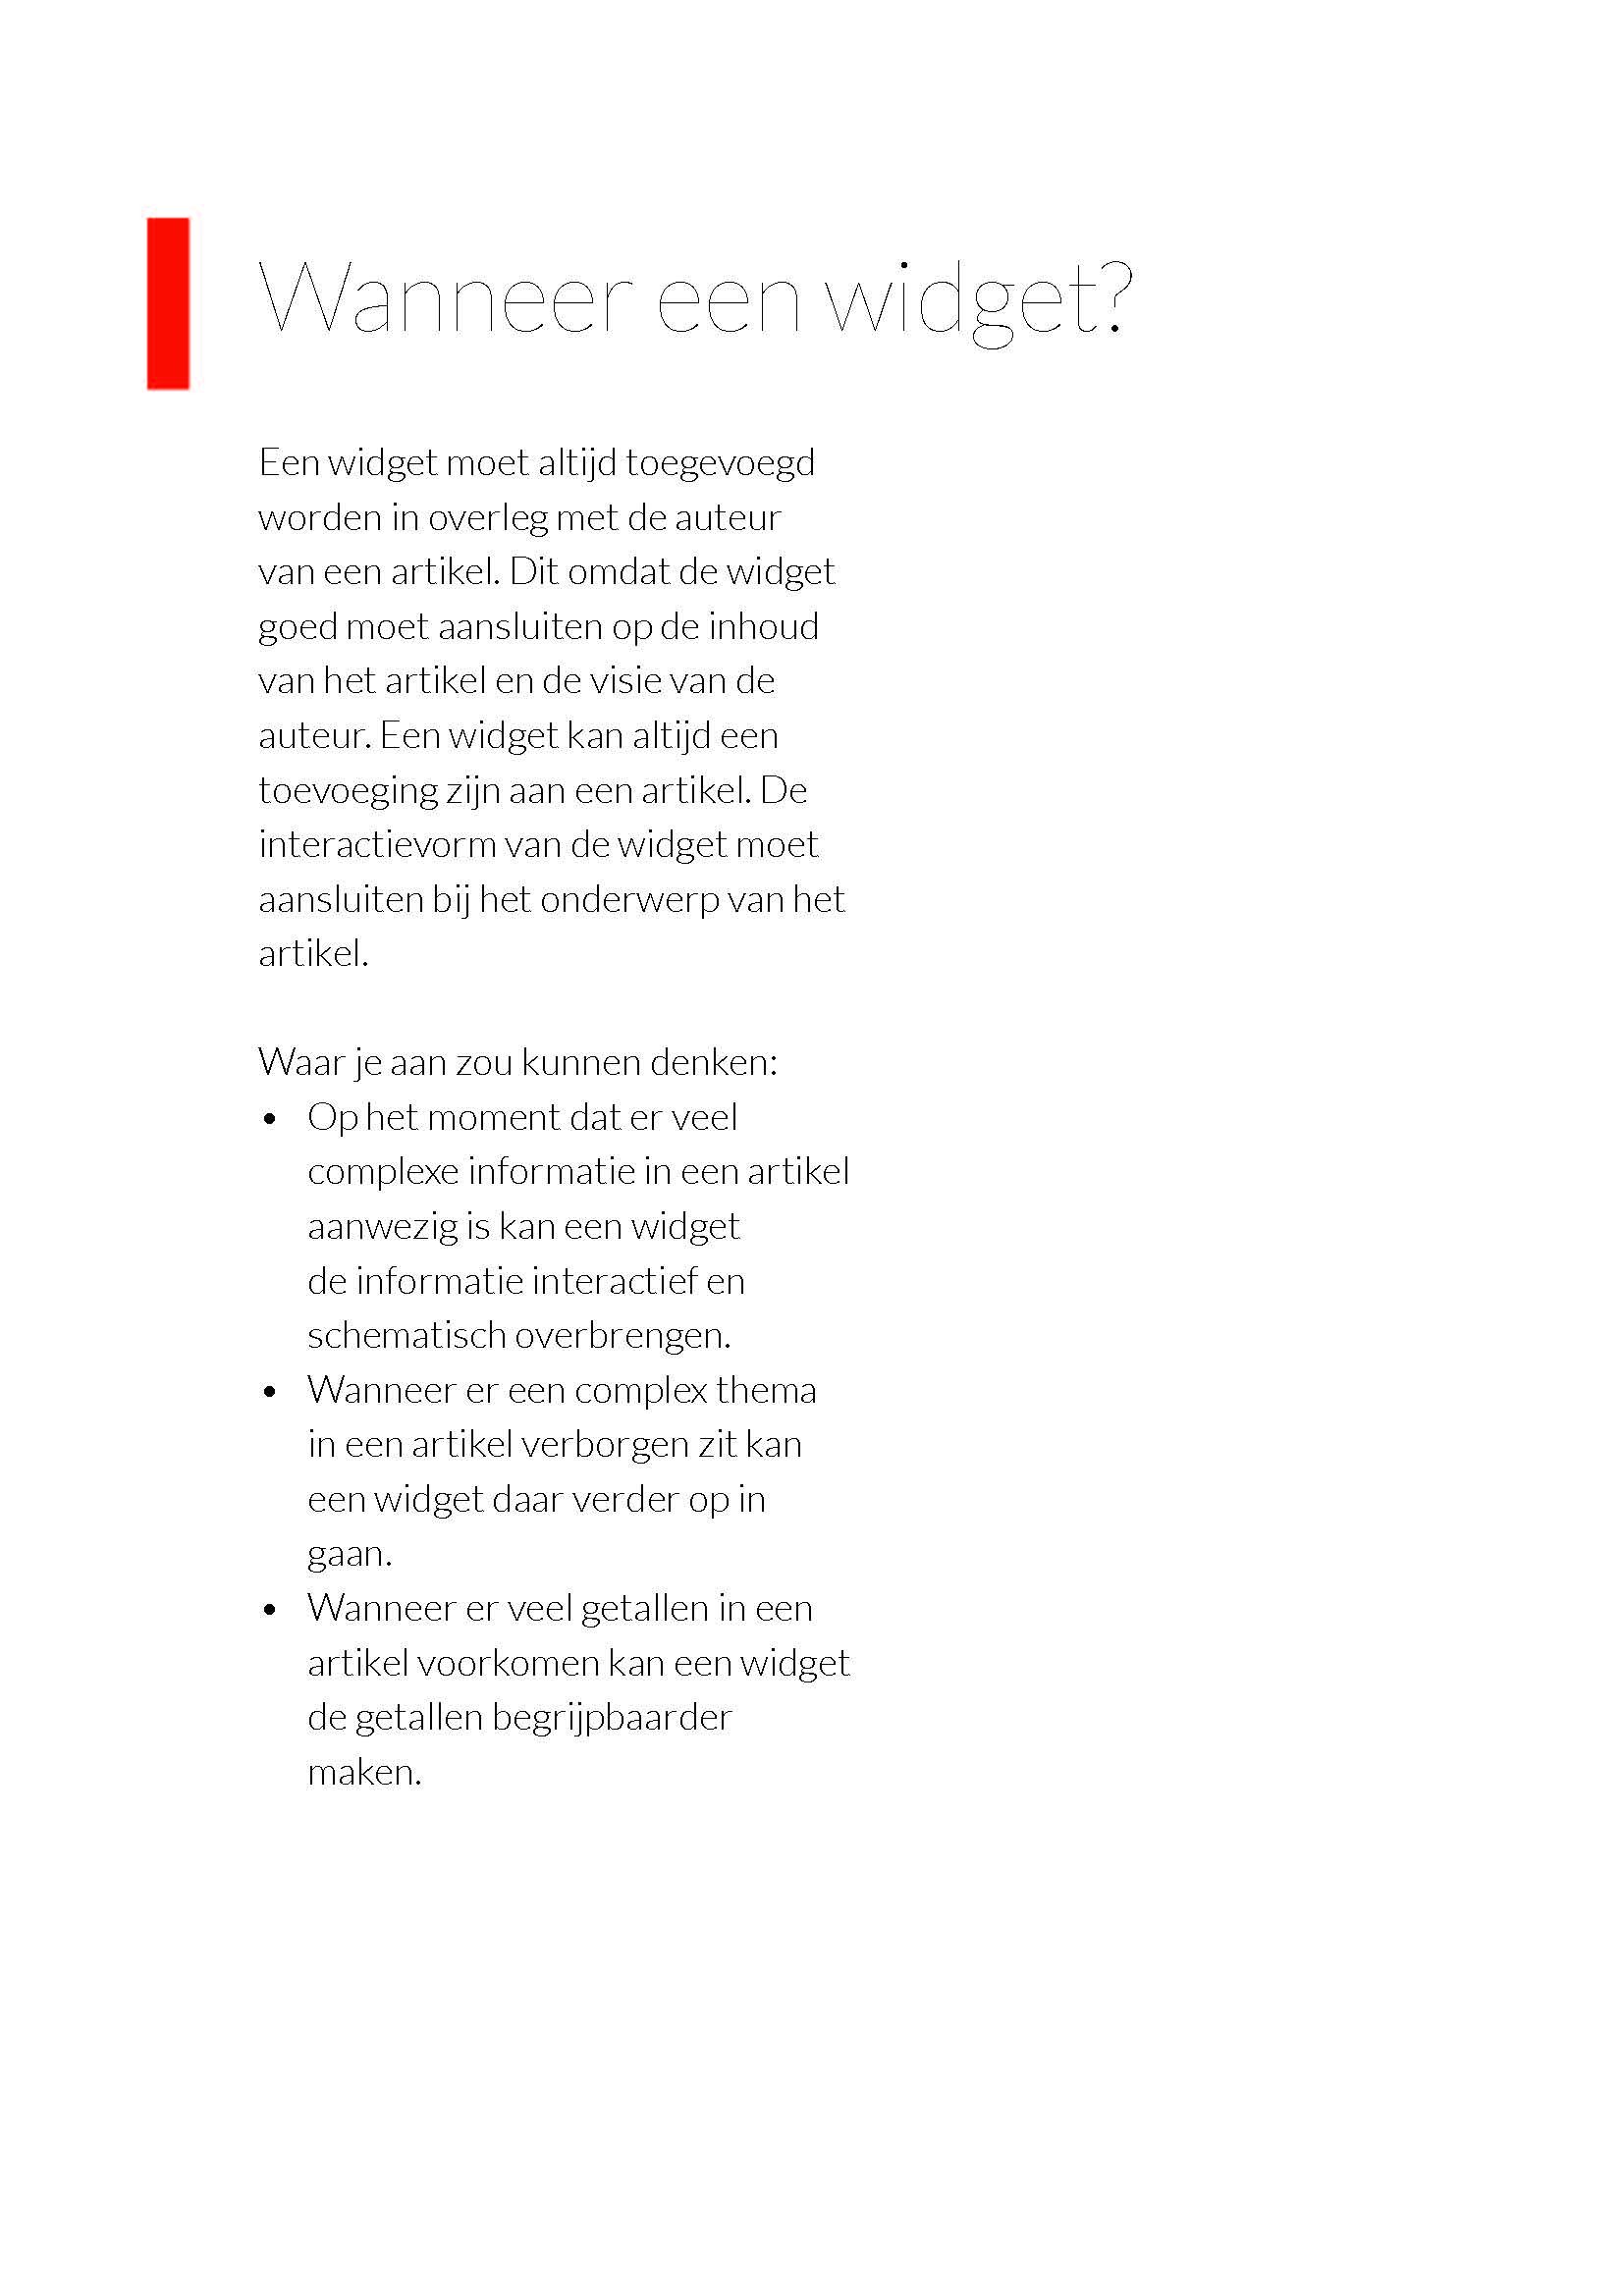 Wanneer een widget?
Een widget moet altijd toegevoegd
worden in overleg met de auteur
van een artikel. Dit omdat de widget
goed moet aansluiten op de inhoud
van het artikel en de visie van de
auteur. Een widget kan altijd een
toevoeging zijn aan een artikel. De
interactievorm van de widget moet
aansluiten bij het onderwerp van het
artikel.
Waar je aan zou kunnen denken:
• Op het moment dat er veel
complexe informatie in een artikel
aanwezig is kan een widget
de informatie interactief en
schematisch overbrengen.
• Wanneer er een complex thema
in een artikel verborgen zit kan
een widget daar verder op in
gaan.
• Wanneer er veel getallen in een
artikel voorkomen kan een widget
de getallen begrijpbaarder
maken.